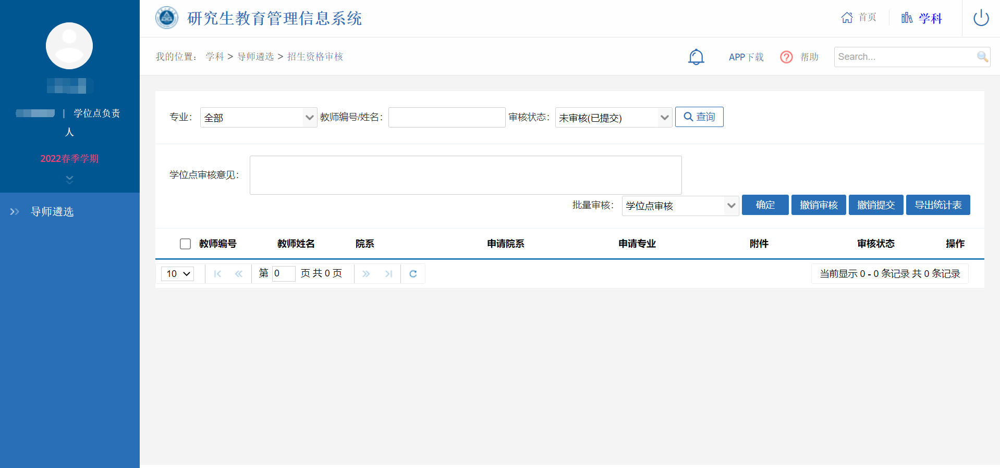 研究生教育管理信息系统
首页
学科
我的位置： 学科 > 导师遴选 > 招生资格审核
APP下载
帮助
Search...
| 学位点负责
人
2022春季学期
导师遴选
专业： 全部 教师编号/姓名： 审核状态： 未审核(已提交) 查询
学位点审核意见：
批量审核： 学位点审核 确定 撤销审核 撤销提交 导出统计表
教师编号 教师姓名 院系 申请院系 申请专业 附件 审核状态 操作
10 第 0 页 共 0 页 当前显示 0 - 0 条记录 共 0 条记录